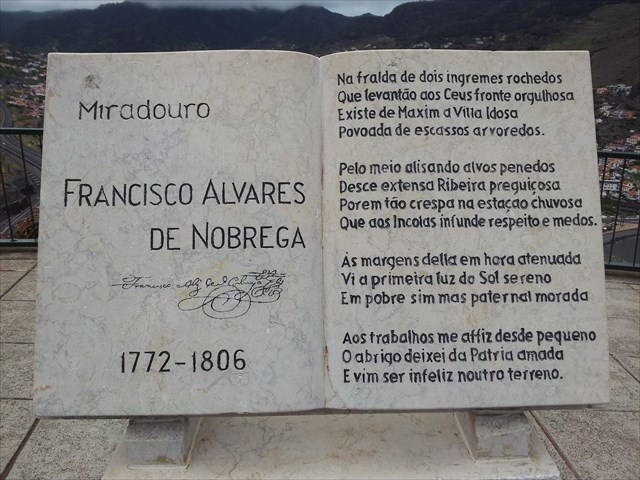 Miradouro
FRANCISCO ALVARES
DE NOBREGA
Francisco
1772-1806
Na fralda de dois ingremes rochedos
Que levantão aos Ceus fronte orgulhosa
Existe de Maxim a Villa Idosa
Povoada de escassos arvoredos.
Pelo meio alisando alvos penedos
Desce extensa Ribeira preguiçosa
Porem tão crespa na estação chuvosa
Que aos Incolas infunde respeito e medos.
Às margens della em hora atenuada
Vi a primeira luz do Sol sereno
Em pobre sim mas paternal morada
Aos trabalhos me affiz desde pequeno
O abrigo deixei da Patria amada
E vim ser infeliz noutro terreno.